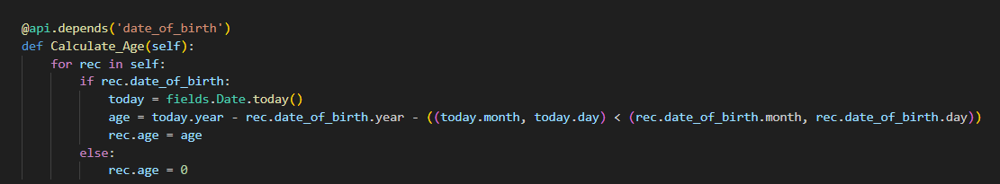 @api.depends('date_of_birth')
def Calculate_Age(self):
    for rec in self:
        if rec.date_of_birth:
            today = fields.Date.today()
            age = today.year - rec.date_of_birth.year - ((today.month, today.day) < (rec.date_of_birth.month, rec.date_of_birth.day))
            rec.age = age
        else:
            rec.age = 0